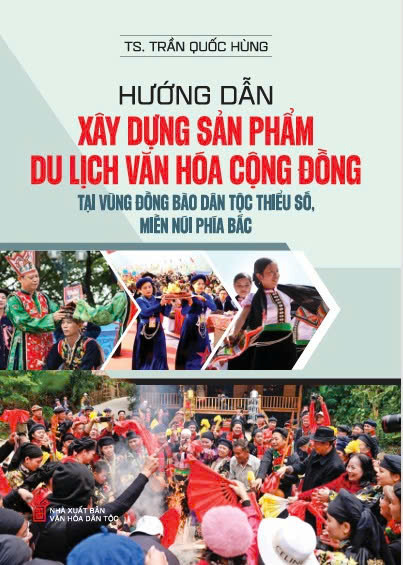 TS. TRẦN QUỐC HÙNG
HƯỚNG DẪN
XÂY DỰNG SẢN PHẨM
DU LỊCH VĂN HÓA CỘNG ĐỒNG
TẠI VÙNG ĐỒNG BÀO DÂN TỘC THIỂU SỐ,
MIỀN NÚI PHÍA BẮC
NHÀ XUẤT BẢN
VĂN HÓA DÂN TỘC
CELINE